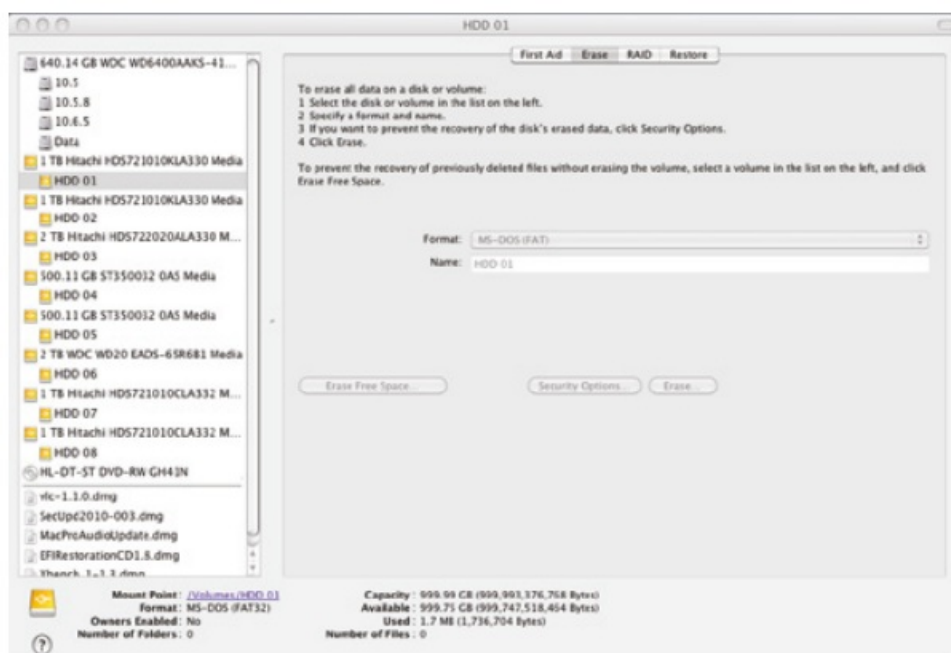 HDD 01
First Aid Erase RAID Restore
640.14 GB WDC WD6400AAKS-41...
10.5
10.5.8
10.6.5
Data
1 TB Hitachi HDS721010KLA330 Media
HDD 01
1 TB Hitachi HDS721010KLA330 Media
HDD 02
2 TB Hitachi HDS722020ALA330 M...
HDD 03
500.11 GB ST350032 0AS Media
HDD 04
500.11 GB ST350032 0AS Media
HDD 05
2 TB WDC WD20 EADS-65R6B1 Media
HDD 06
1 TB Hitachi HDS721010CLA332 M...
HDD 07
1 TB Hitachi HDS721010CLA332 M...
HDD 08
HL-DT-ST DVD-RW GH41N
vlc-1.1.0.dmg
SecUpd2010-003.dmg
MacProAudioUpdate.dmg
EFIRestorationCD1.8.dmg
Xbench_1-1.3.dmg
To erase all data on a disk or volume:
1 Select the disk or volume in the list on the left.
2 Specify a format and name.
3 If you want to prevent the recovery of the disk's erased data, click Security Options.
4 Click Erase.
To prevent the recovery of previously deleted files without erasing the volume, select a volume in the list on the left, and click
Erase Free Space.
Format: MS-DOS (FAT)
Name: HDD 01
Erase Free Space... Security Options... Erase...
Mount Point : /Volumes/HDD 01
Format : MS-DOS (FAT32)
Owners Enabled : No
Number of Folders : 0
Capacity : 999.99 GB (999,993,376,768 Bytes)
Available : 999.75 GB (999,747,518,464 Bytes)
Used : 1.7 MB (1,736,704 Bytes)
Number of Files : 0
?